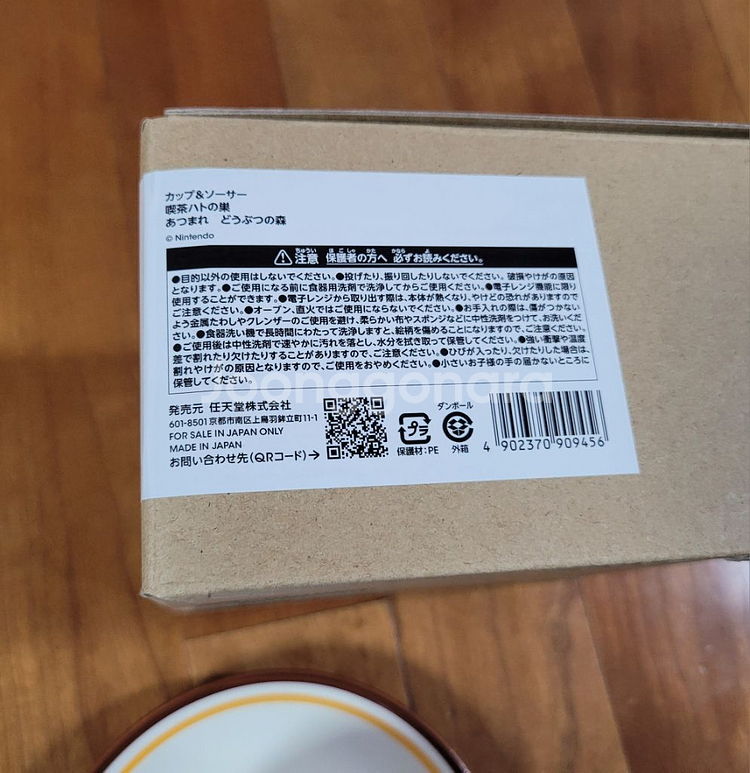 カップ&ソーサー
喫茶ハトの巣
あつまれ どうぶつの森
© Nintendo
ちゅうい ほごしゃ かた かなら よ
注意 保護者の方へ 必ずお読みください。
●目的以外の使用はしないでください。●投げたり、振り回したりしないでください。破損やけがの原因
となります。●ご使用になる前に食器用洗剤で洗浄してからご使用ください。●電子レンジ機能に限り
使用することができます。●電子レンジから取り出す際は、本体が熱くなり、やけどの恐れがありますので
ご注意ください。●オーブン、直火ではご使用にならないでください。●お手入れの際は、傷がつかない
よう金属たわしやクレンザーのご使用を避け、柔らかい布やスポンジなどに中性洗剤をつけて、お洗いくだ
さい。●食器洗い機で長時間にわたって洗浄しますと、絵柄を傷めることになりますので、ご注意ください。
●ご使用後は中性洗剤で速やかに汚れを落とし、水分を拭き取って保管してください。●強い衝撃や温度
差で割れたり欠けたりすることがありますので、ご注意ください。●ひびが入ったり、欠けたりした場合は、
割れやけがの原因となりますので、ご使用をおやめください。●小さいお子様の手の届かないところに
保管してください。
soonagonara
発売元 任天堂株式会社
601-8501京都市南区上鳥羽鉾立町11-1
FOR SALE IN JAPAN ONLY
MADE IN JAPAN
お問い合わせ先(QRコード)→
プラ
保護材:PE
ダンボール
外箱
4 902370 909456